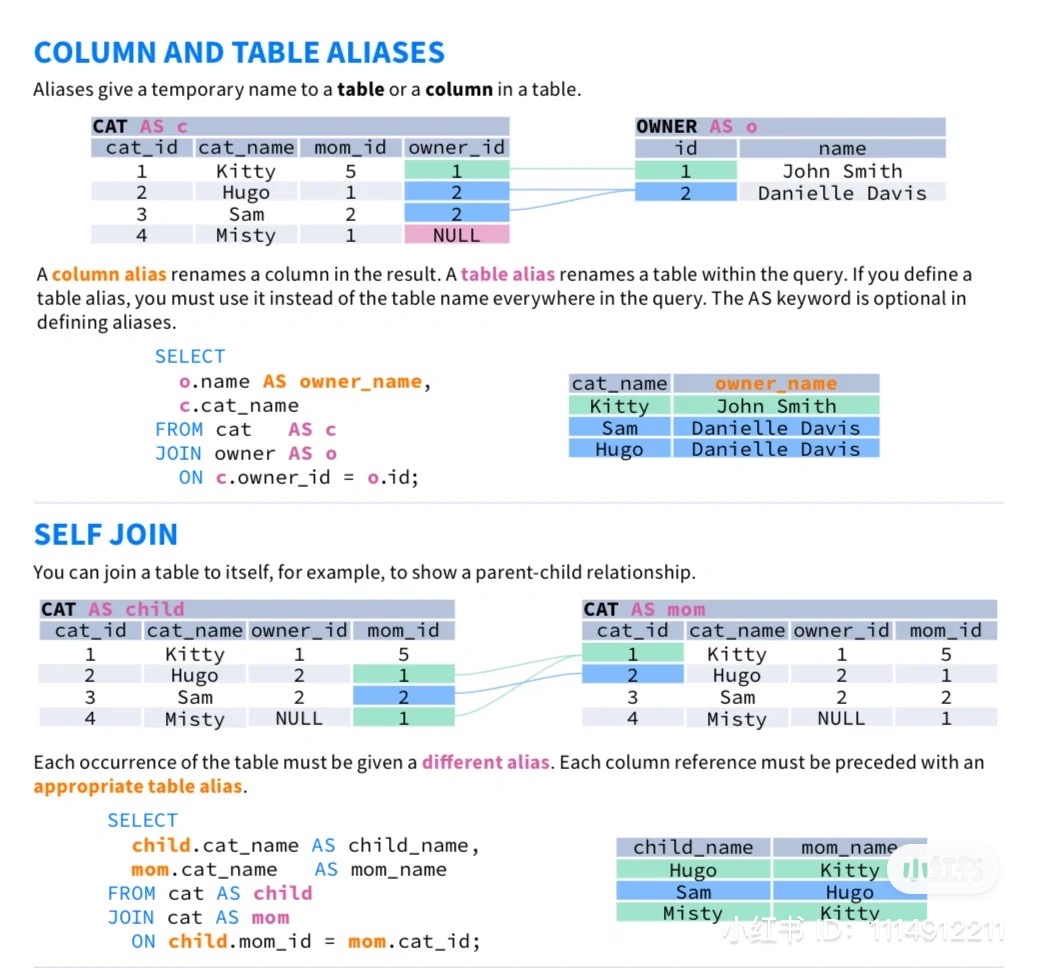 COLUMN AND TABLE ALIASES
Aliases give a temporary name to a table or a column in a table.
CAT AS c
cat_id cat_name mom_id owner_id
1 Kitty 5 1
2 Hugo 1 2
3 Sam 2 2
4 Misty 1 NULL
OWNER AS o
id name
1 John Smith
2 Danielle Davis
A column alias renames a column in the result. A table alias renames a table within the query. If you define a
table alias, you must use it instead of the table name everywhere in the query. The AS keyword is optional in
defining aliases.
SELECT
o.name AS owner_name,
c.cat_name
FROM cat AS c
JOIN owner AS o
ON c.owner_id = o.id;
cat_name owner_name
Kitty John Smith
Sam Danielle Davis
Hugo Danielle Davis
SELF JOIN
You can join a table to itself, for example, to show a parent-child relationship.
CAT AS child
cat_id cat_name owner_id mom_id
1 Kitty 1 5
2 Hugo 2 1
3 Sam 2 2
4 Misty NULL 1
CAT AS mom
cat_id cat_name owner_id mom_id
1 Kitty 1 5
2 Hugo 2 1
3 Sam 2 2
4 Misty NULL 1
Each occurrence of the table must be given a different alias. Each column reference must be preceded with an
appropriate table alias.
SELECT
child.cat_name AS child_name,
mom.cat_name AS mom_name
FROM cat AS child
JOIN cat AS mom
ON child.mom_id = mom.cat_id;
child_name mom_name
Hugo Kitty
Sam Hugo
Misty Kitty
小红书
小红书 ID: 1114912211